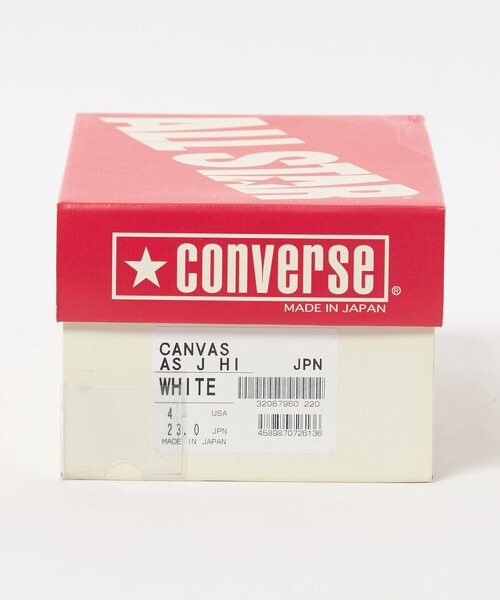 ALL STAR
★ converse ®
MADE IN JAPAN
CANVAS
AS J HI JPN
WHITE
32067960 220
4 USA
23.0 JPN
4589870726136
MADE IN JAPAN